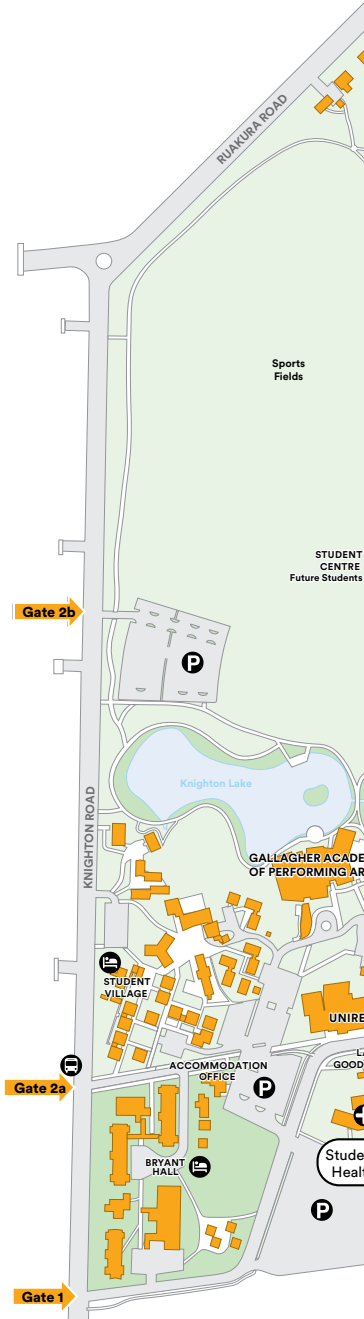 RUAKURA ROAD
Sports
Fields
STUDENT
CENTRE
Future Students
Gate 2b
P
KNIGHTON ROAD
Knighton Lake
GALLAGHER ACADE
OF PERFORMING AR
STUDENT
VILLAGE
UNIRE
L
GOOD
ACCOMMODATION
OFFICE
Gate 2a
P
BRYANT
HALL
Stude
Healt
P
Gate 1